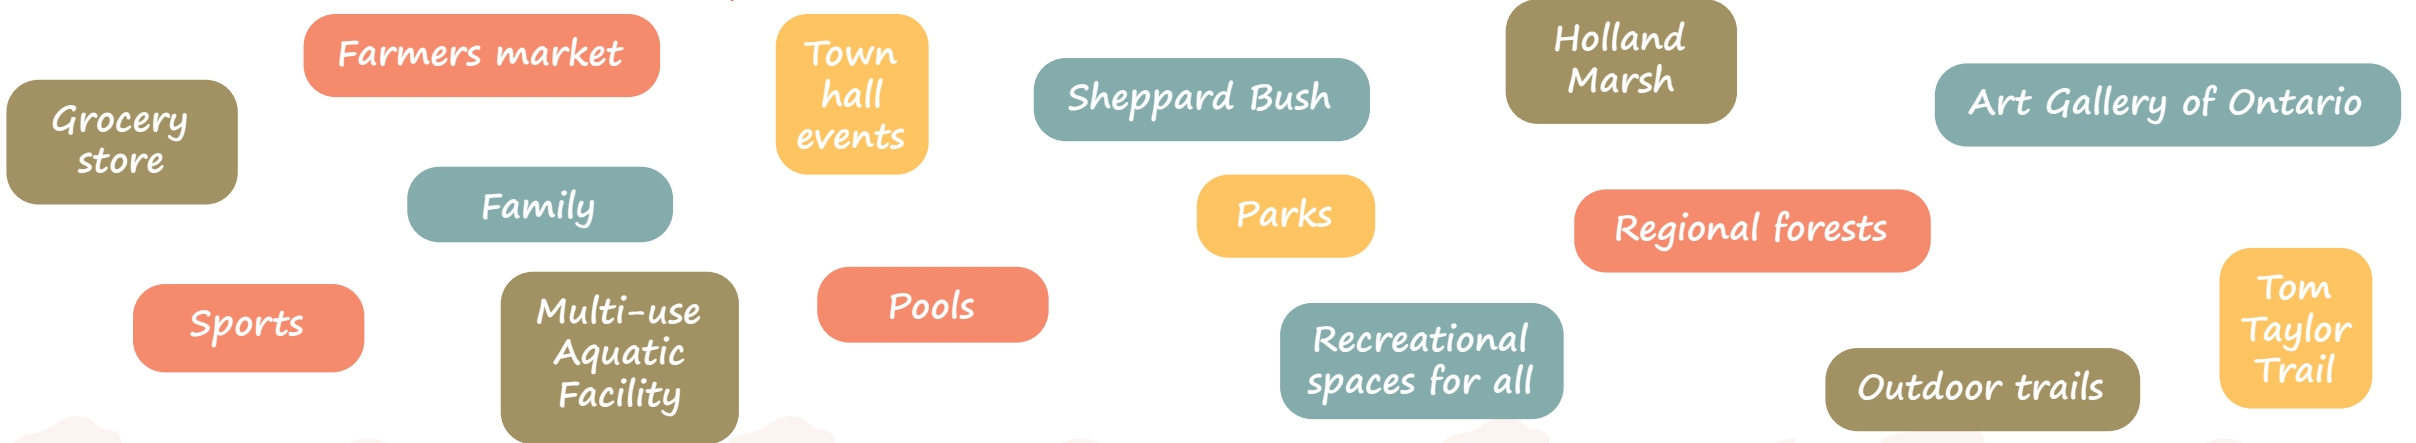 Farmers market
Town
hall
events
Holland
Marsh
Sheppard Bush
Art Gallery of Ontario
Grocery
store
Family
Parks
Regional forests
Sports
Multi-use
Aquatic
Facility
Pools
Recreational
spaces for all
Outdoor trails
Tom
Taylor
Trail